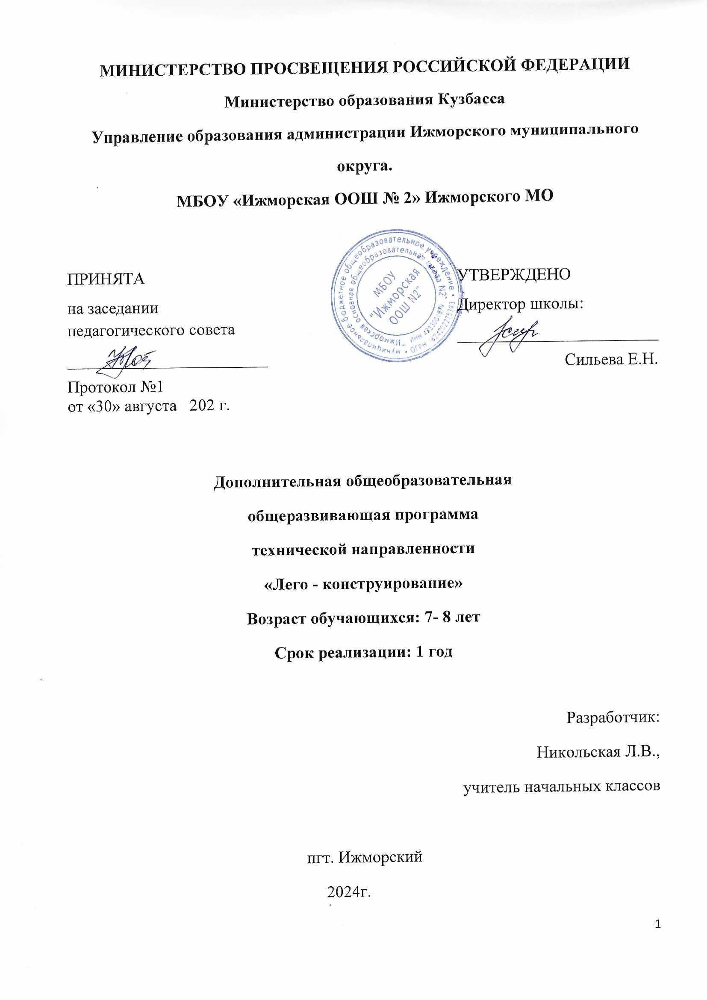 МИНИСТЕРСТВО ПРОСВЕЩЕНИЯ РОССИЙСКОЙ ФЕДЕРАЦИИ
Министерство образования Кузбасса
Управление образования администрации Ижморского муниципального
округа.
МБОУ «Ижморская ООШ № 2» Ижморского МО
ПРИНЯТА
на заседании
педагогического совета
Протокол №1
от «30» августа 202 г.
муниципальное бюджетное общеобразовательное учреждение • ОГРН
"Ижморская основная общеобразовательная школа N2" ИНН
МБОУ
"Ижморская
ООШ N2"
УТВЕРЖДЕНО
Директор школы:
Сильева Е.Н.
Дополнительная общеобразовательная
общеразвивающая программа
технической направленности
«Лего - конструирование»
Возраст обучающихся: 7- 8 лет
Срок реализации: 1 год
Разработчик:
Никольская Л.В.,
учитель начальных классов
пгт. Ижморский
2024г.
1